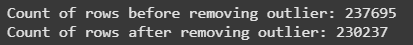 Count of rows before removing outlier: 237695
Count of rows after removing outlier: 230237